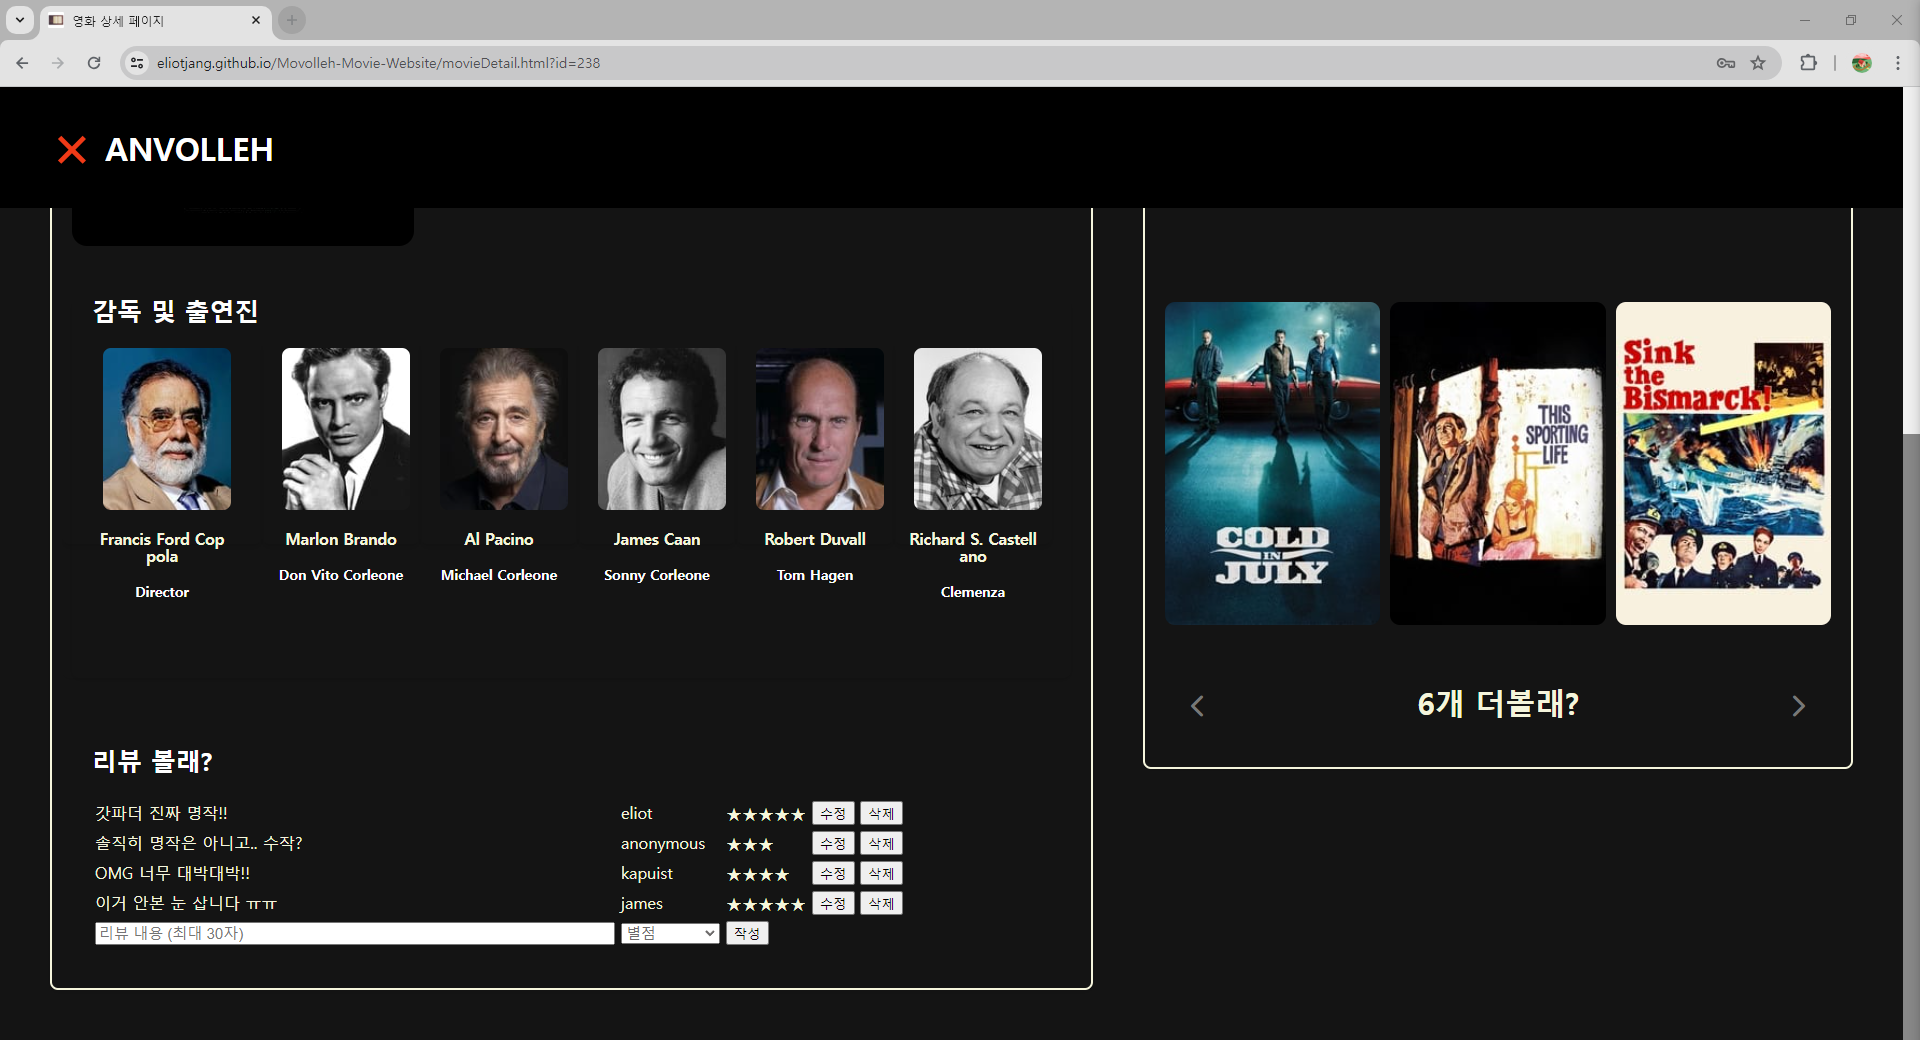 영화 상세 페이지
eliotjang.github.io/Movolleh-Movie-Website/movieDetail.html?id=238
ANVOLLEH
감독 및 출연진
Francis Ford Cop
pola
Director
Marlon Brando
Don Vito Corleone
Al Pacino
Michael Corleone
James Caan
Sonny Corleone
Robert Duvall
Tom Hagen
Richard S. Castell
ano
Clemenza
리뷰 볼래?
갓파더 진짜 명작!! eliot ★★★★★ 수정 삭제
솔직히 명작은 아니고.. 수작? anonymous ★★★ 수정 삭제
OMG 너무 대박대박!! kapuist ★★★★ 수정 삭제
이거 안본 눈 삽니다 ㅠㅠ james ★★★★★ 수정 삭제
리뷰 내용 (최대 30자) 별점 작성
COLD
IN
JULY
THIS
SPORTING
LIFE
Sink
the
Bismarck!
6개 더볼래?